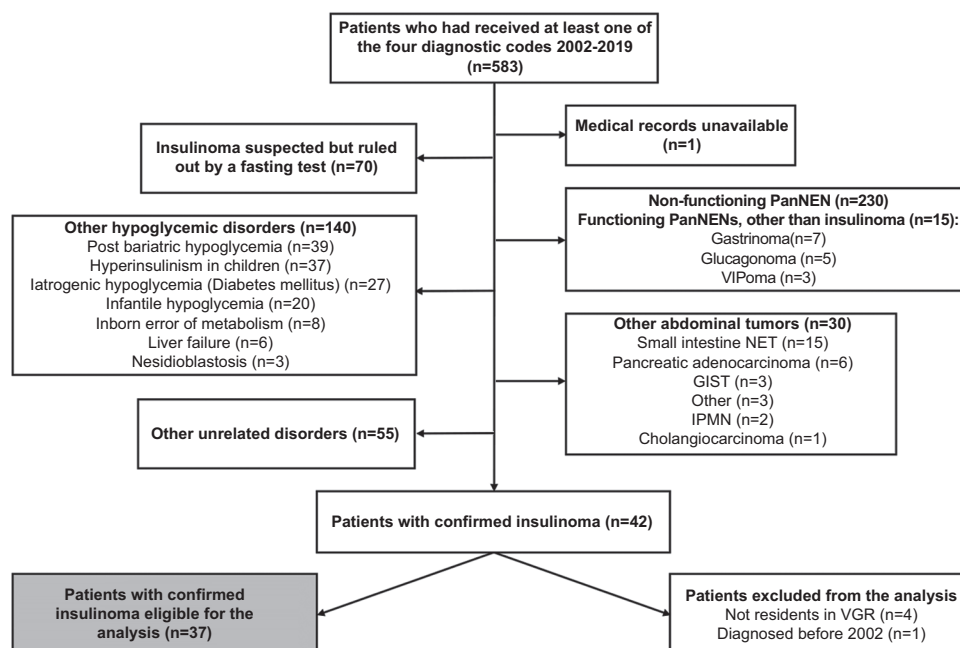 Patients who had received at least one of
the four diagnostic codes 2002-2019
(n=583)
Medical records unavailable
(n=1)
Insulinoma suspected but ruled
out by a fasting test (n=70)
Non-functioning PanNEN (n=230)
Functioning PanNENs, other than insulinoma (n=15):
Gastrinoma(n=7)
Glucagonoma (n=5)
VIPoma (n=3)
Other hypoglycemic disorders (n=140)
Post bariatric hypoglycemia (n=39)
Hyperinsulinism in children (n=37)
Iatrogenic hypoglycemia (Diabetes mellitus) (n=27)
Infantile hypoglycemia (n=20)
Inborn error of metabolism (n=8)
Liver failure (n=6)
Nesidioblastosis (n=3)
Other abdominal tumors (n=30)
Small intestine NET (n=15)
Pancreatic adenocarcinoma (n=6)
GIST (n=3)
Other (n=3)
IPMN (n=2)
Cholangiocarcinoma (n=1)
Other unrelated disorders (n=55)
Patients with confirmed insulinoma (n=42)
Patients with confirmed
insulinoma eligible for the
analysis (n=37)
Patients excluded from the analysis
Not residents in VGR (n=4)
Diagnosed before 2002 (n=1)